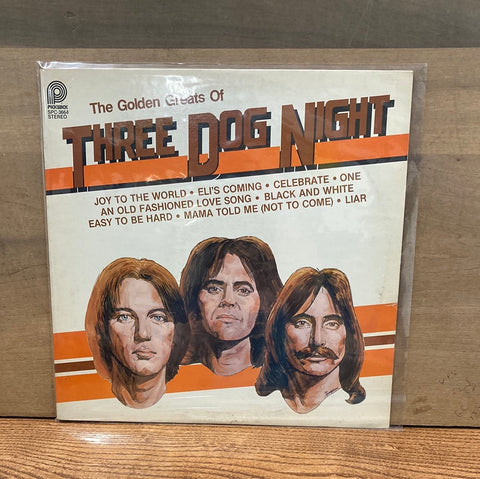 PICKWICK
SPC-3664
STEREO
The Golden Greats Of
THREE DOG NIGHT
JOY TO THE WORLD • ELI'S COMING • CELEBRATE • ONE
AN OLD FASHIONED LOVE SONG • BLACK AND WHITE
EASY TO BE HARD • MAMA TOLD ME (NOT TO COME) • LIAR